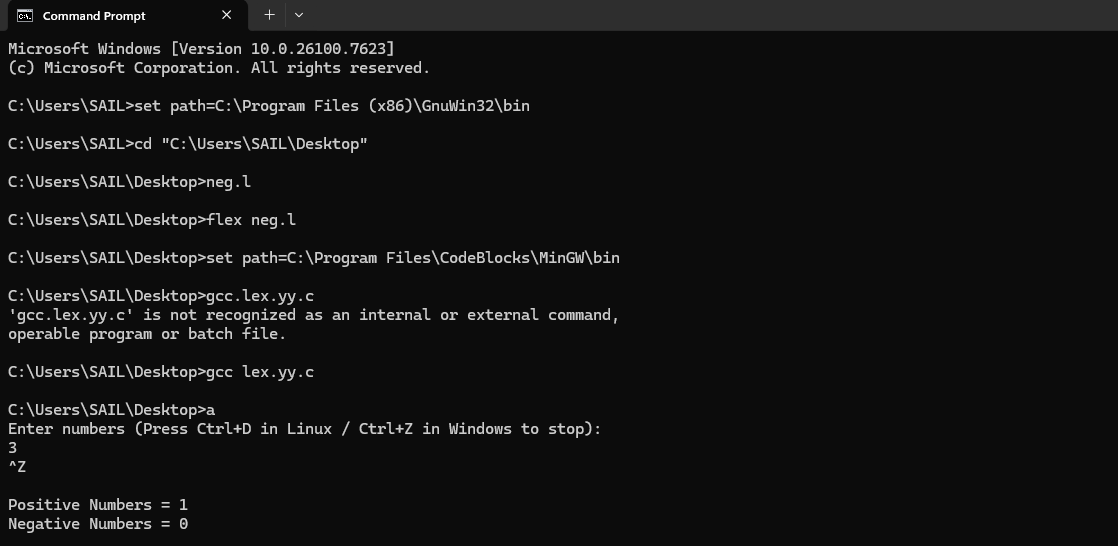 Command Prompt
Microsoft Windows [Version 10.0.26100.7623]
(c) Microsoft Corporation. All rights reserved.
C:\Users\SAIL>set path=C:\Program Files (x86)\GnuWin32\bin
C:\Users\SAIL>cd "C:\Users\SAIL\Desktop"
C:\Users\SAIL\Desktop>neg.l
C:\Users\SAIL\Desktop>flex neg.l
C:\Users\SAIL\Desktop>set path=C:\Program Files\CodeBlocks\MinGW\bin
C:\Users\SAIL\Desktop>gcc.lex.yy.c
'gcc.lex.yy.c' is not recognized as an internal or external command,
operable program or batch file.
C:\Users\SAIL\Desktop>gcc lex.yy.c
C:\Users\SAIL\Desktop>a
Enter numbers (Press Ctrl+D in Linux / Ctrl+Z in Windows to stop):
3
^Z
Positive Numbers = 1
Negative Numbers = 0